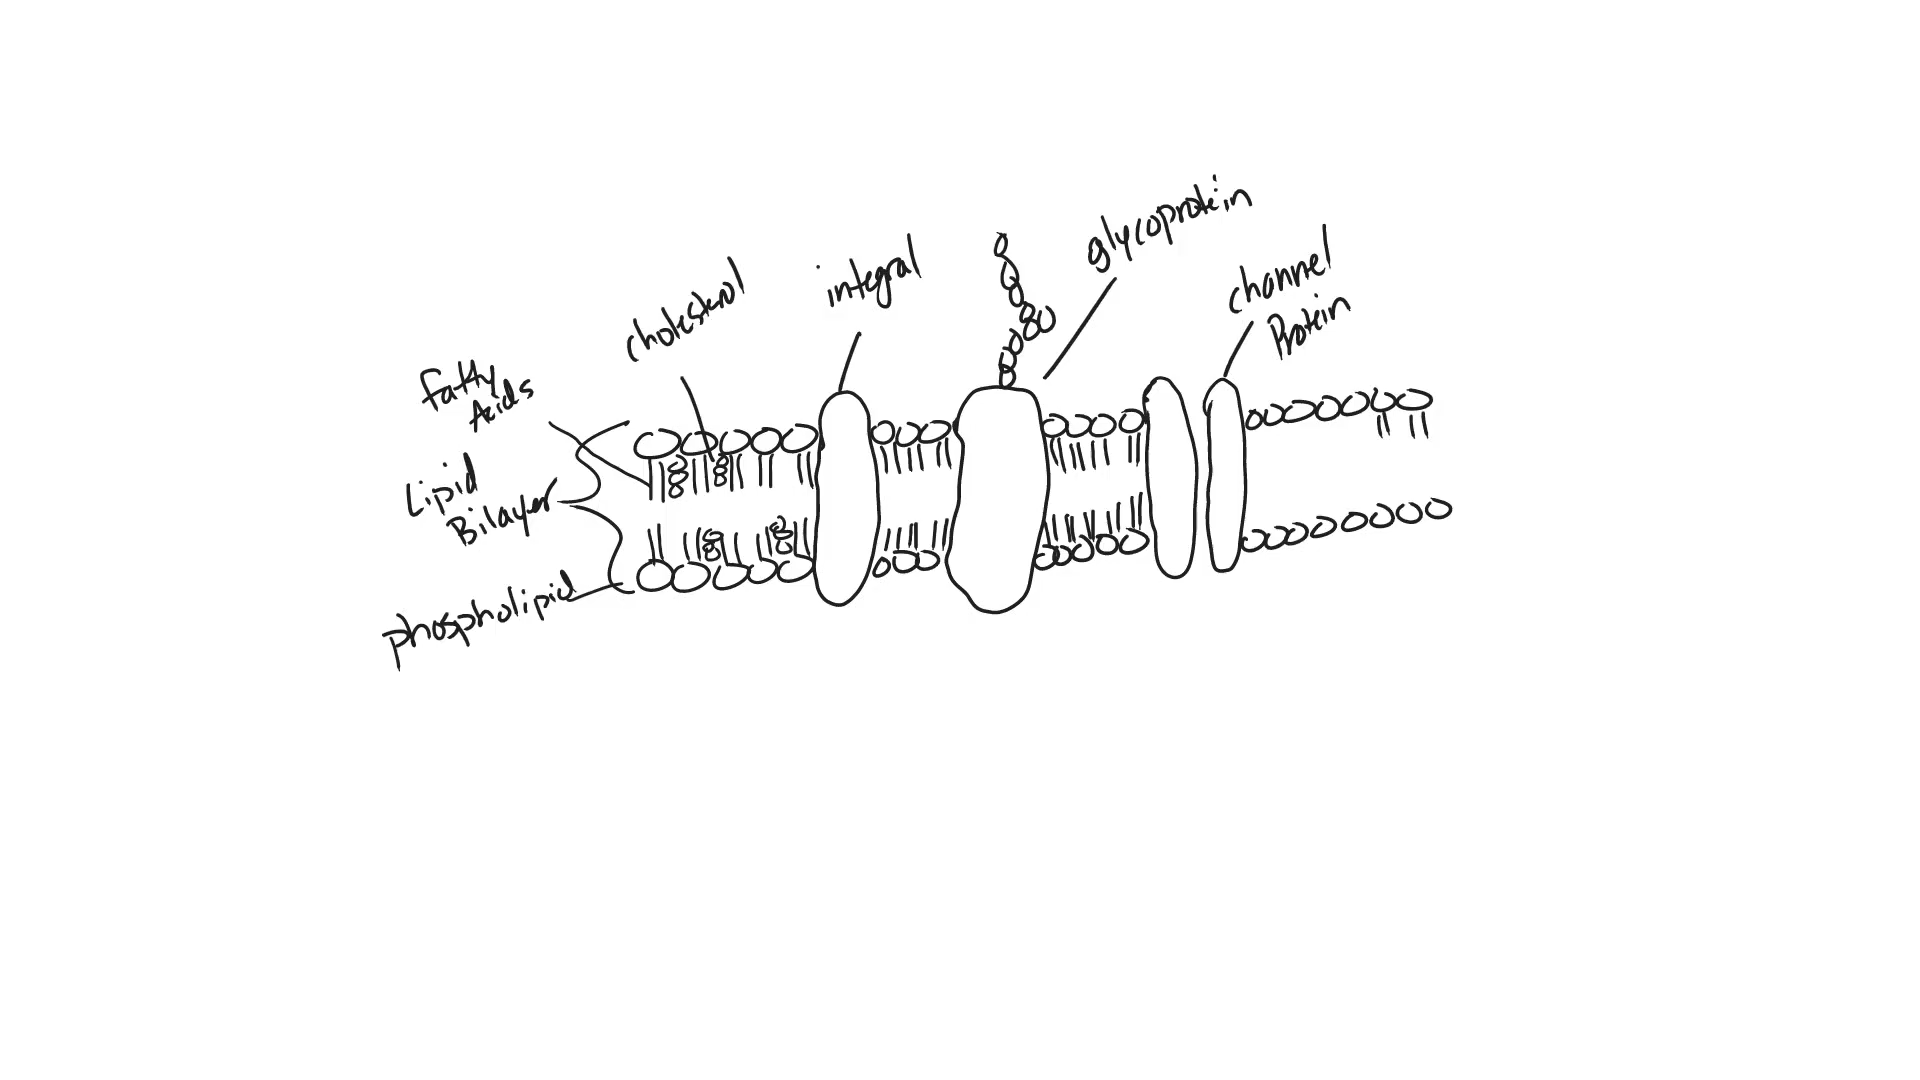 fatty
Acids
cholesterol
integral
glycoprotein
channel
Protein
Lipid
Bilayer
phospholipid